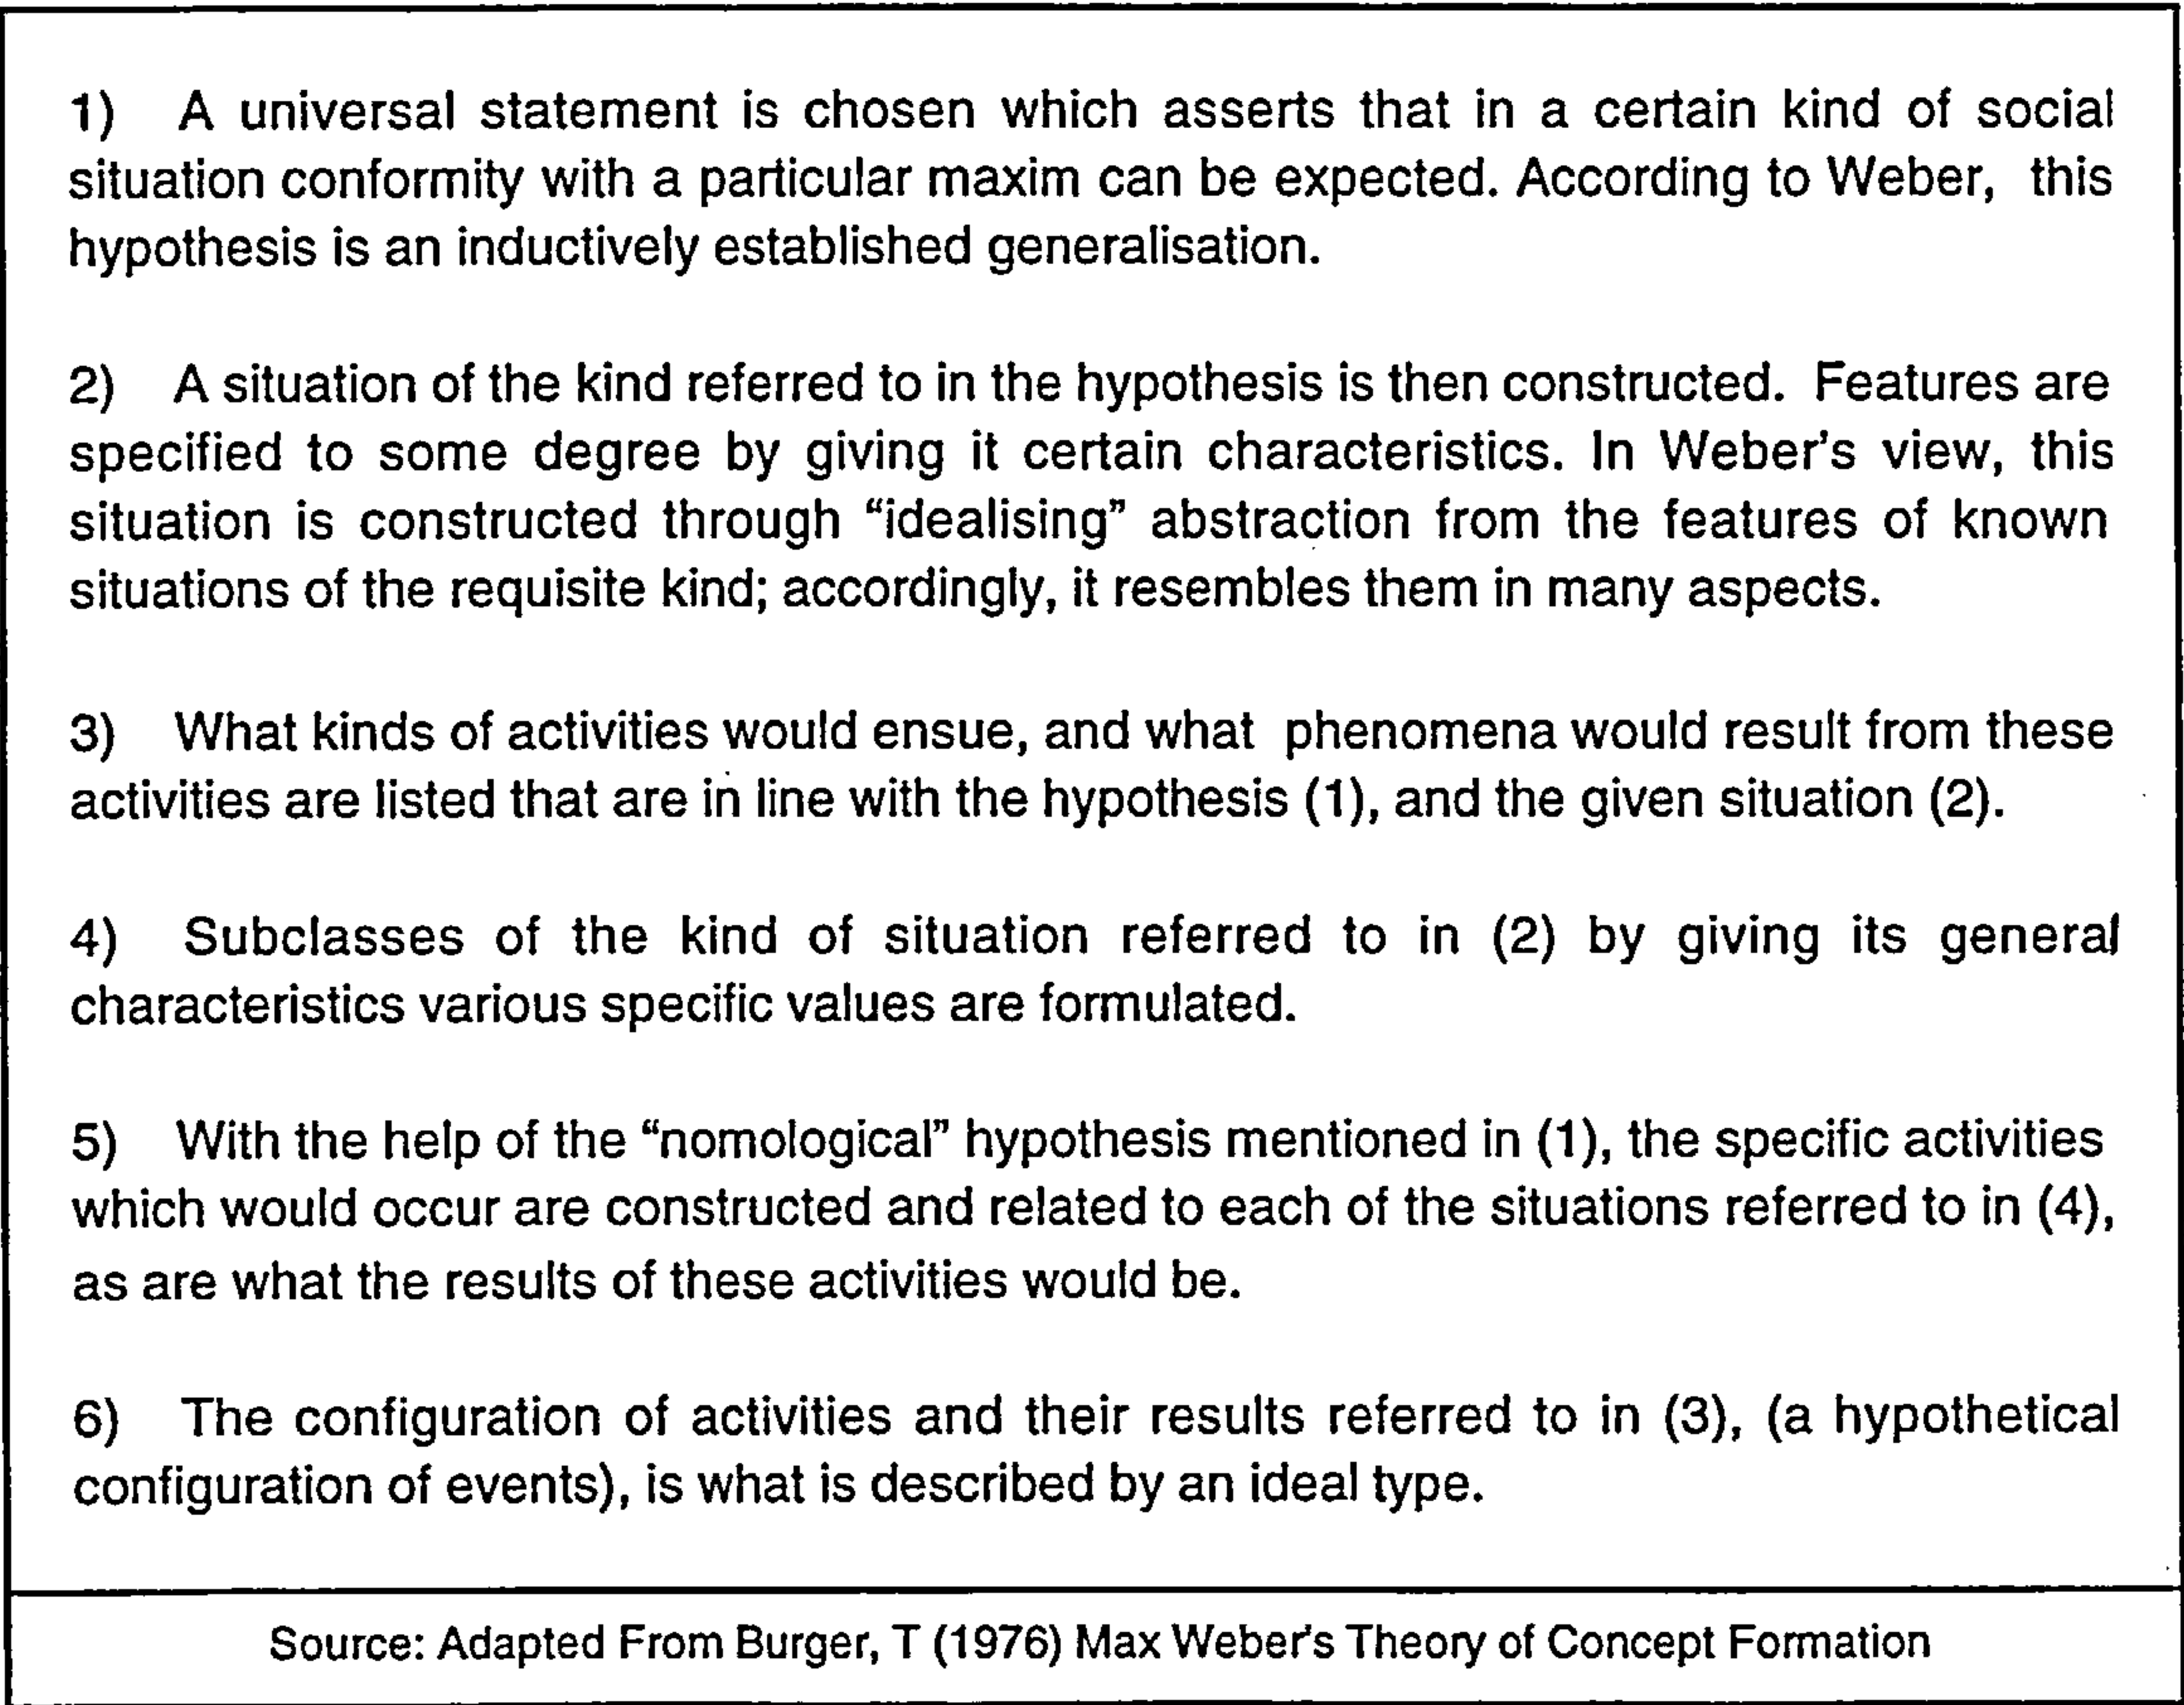 1) A universal statement is chosen which asserts that in a certain kind of social
situation conformity with a particular maxim can be expected. According to Weber, this
hypothesis is an inductively established generalisation.
2) A situation of the kind referred to in the hypothesis is then constructed. Features are
specified to some degree by giving it certain characteristics. In Weber's view, this
situation is constructed through “idealising” abstraction from the features of known
situations of the requisite kind; accordingly, it resembles them in many aspects.
3) What kinds of activities would ensue, and what phenomena would result from these
activities are listed that are in line with the hypothesis (1), and the given situation (2).
4) Subclasses of the kind of situation referred to in (2) by giving its general
characteristics various specific values are formulated.
5) With the help of the “nomological” hypothesis mentioned in (1), the specific activities
which would occur are constructed and related to each of the situations referred to in (4),
as are what the results of these activities would be.
6) The configuration of activities and their results referred to in (3), (a hypothetical
configuration of events), is what is described by an ideal type.
Source: Adapted From Burger, T (1976) Max Weber's Theory of Concept Formation